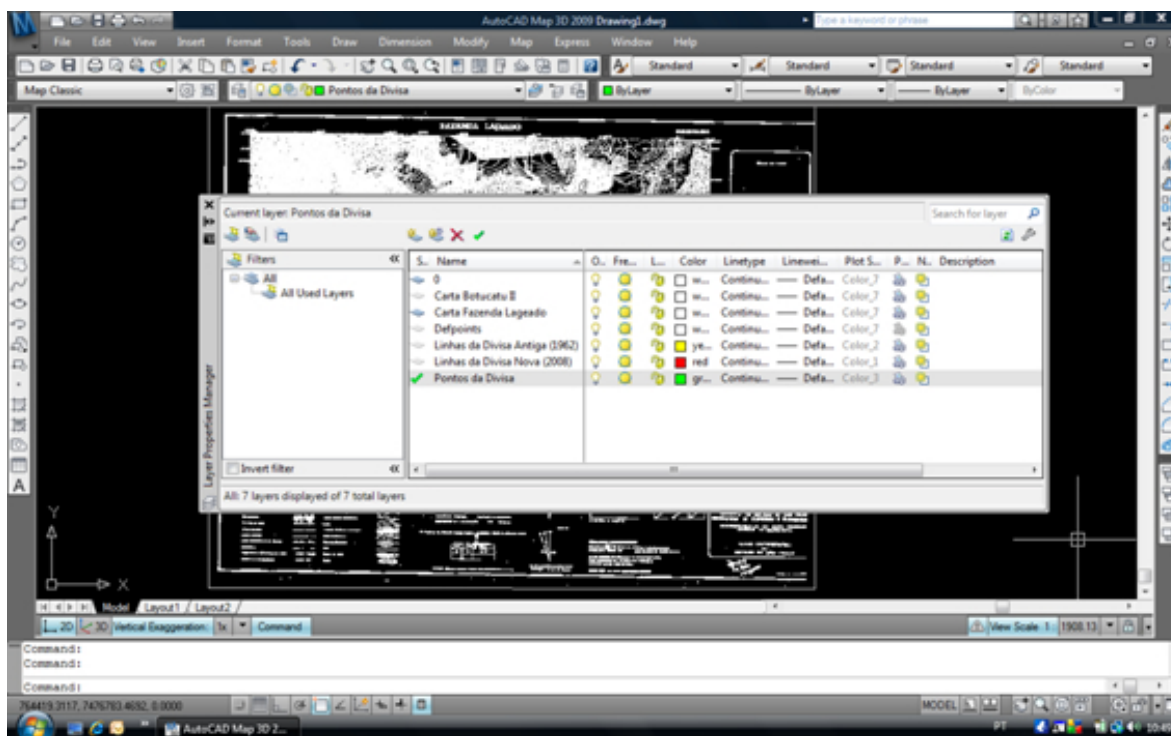 AutoCAD Map 3D 2009 Drawing1.dwg
Type a keyword or phrase
File Edit View Insert Format Tools Draw Dimension Modify Map Express Window Help
Standard Standard Standard Standard
Map Classic Pontos da Divisa ByLayer ByLayer ByLayer ByColor
FAZENDA LAGEADO
Current layer: Pontos da Divisa
Search for layer
Filters
All
All Used Layers
S.. Name O.. Fre... L... Color Linetype Linewei... Plot S... P... N.. Description
0 w... Continu... Defa... Color_7
Carta Botucatu II w... Continu... Defa... Color_7
Carta Fazenda Lageado w... Continu... Defa... Color_7
Defpoints w... Continu... Defa... Color_7
Linhas da Divisa Antiga (1962) ye... Continu... Defa... Color_2
Linhas da Divisa Nova (2008) red Continu... Defa... Color_1
Pontos da Divisa gr... Continu... Defa... Color_3
Layer Properties Manager
Invert filter
All: 7 layers displayed of 7 total layers
Y
X
A
Model Layout1 Layout2
2D 3D Vertical Exaggeration: 1x Command
View Scale 1: 1908.13
Command:
Command:
Command:
764419.3117, 7476783.4692, 0.0000
MODEL
AutoCAD Map 3D 2...
PT
10:49